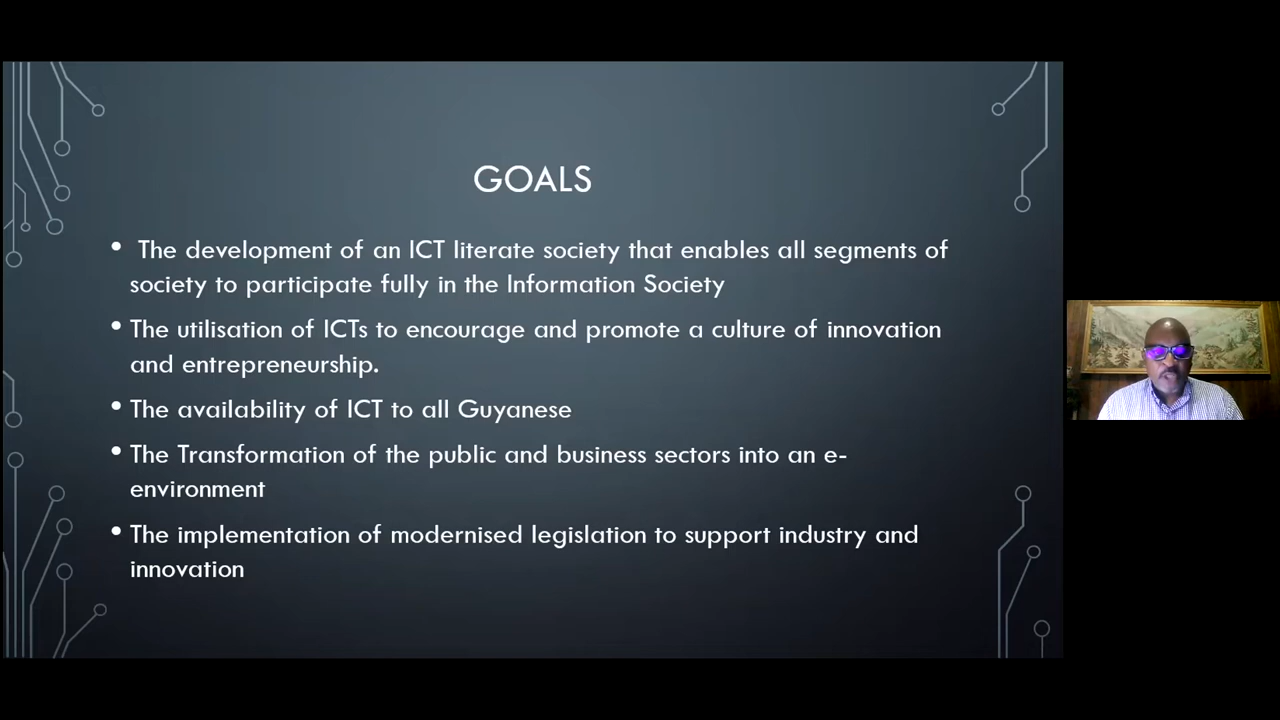 GOALS
• The development of an ICT literate society that enables all segments of
society to participate fully in the Information Society
• The utilisation of ICTs to encourage and promote a culture of innovation
and entrepreneurship.
• The availability of ICT to all Guyanese
• The Transformation of the public and business sectors into an e-
environment
• The implementation of modernised legislation to support industry and
innovation